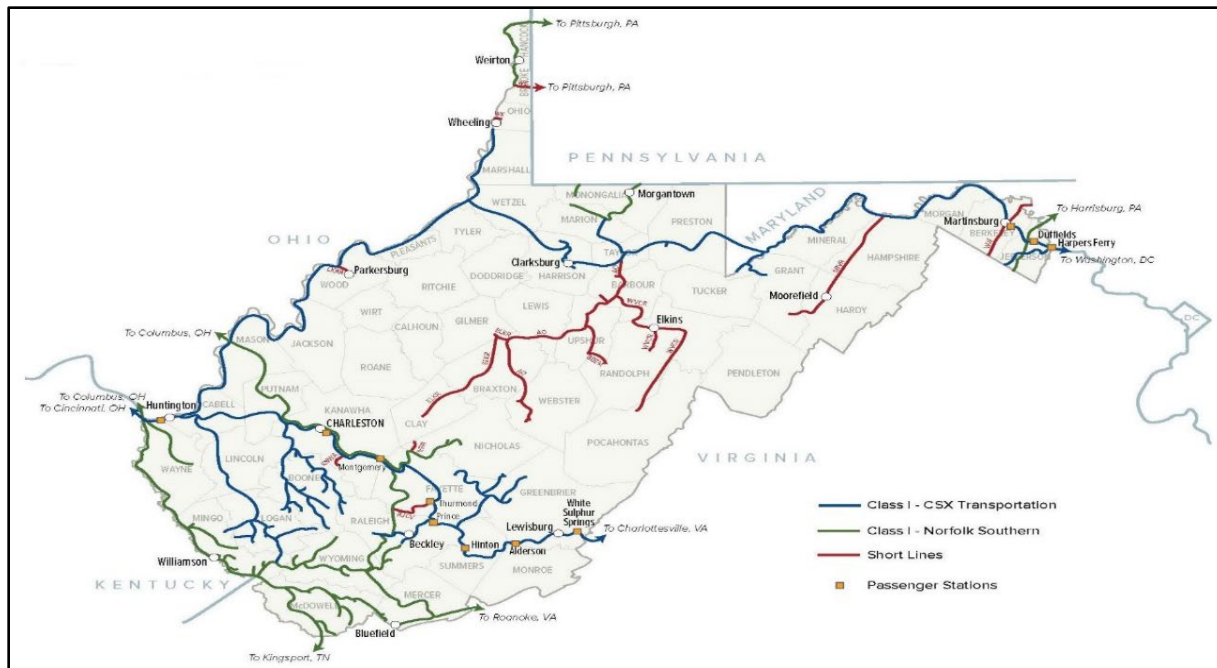 To Pittsburgh, PA
HANCOCK
Weirton
BROOKE
To Pittsburgh, PA
OHIO
Wheeling
PENNSYLVANIA
MARSHALL
WETZEL
MONONGALIA
Morgantown
MARION
PRESTON
MARYLAND
MORGAN
Martinsburg
BERKELEY
To Harrisburg, PA
Duffields
Harpers Ferry
JEFFERSON
To Washington, DC
DC
OHIO
TYLER
PLEASANTS
Clarksburg
HARRISON
TAYLOR
MINERAL
HAMPSHIRE
GRANT
Parkersburg
WOOD
DODDRIDGE
BARBOUR
TUCKER
RITCHIE
Moorefield
HARDY
WIRT
LEWIS
Elkins
CALHOUN
GILMER
UPSHUR
To Columbus, OH
MASON
JACKSON
ROANE
BRAXTON
RANDOLPH
PENDLETON
PUTNAM
WEBSTER
To Columbus, OH
To Cincinnati, OH
Huntington
CABELL
KANAWHA
CHARLESTON
CLAY
NICHOLAS
POCAHONTAS
VIRGINIA
WAYNE
LINCOLN
BOONE
Montgomery
FAYETTE
Thurmond
GREENBRIER
White
Sulphur
Springs
Class I - CSX Transportation
MINGO
LOGAN
RALEIGH
Prince
Lewisburg
To Charlottesville, VA
Class I - Norfolk Southern
Beckley
Hinton
Alderson
Short Lines
Williamson
WYOMING
SUMMERS
MONROE
KENTUCKY
Passenger Stations
MERCER
McDOWELL
To Roanoke, VA
Bluefield
To Kingsport, TN